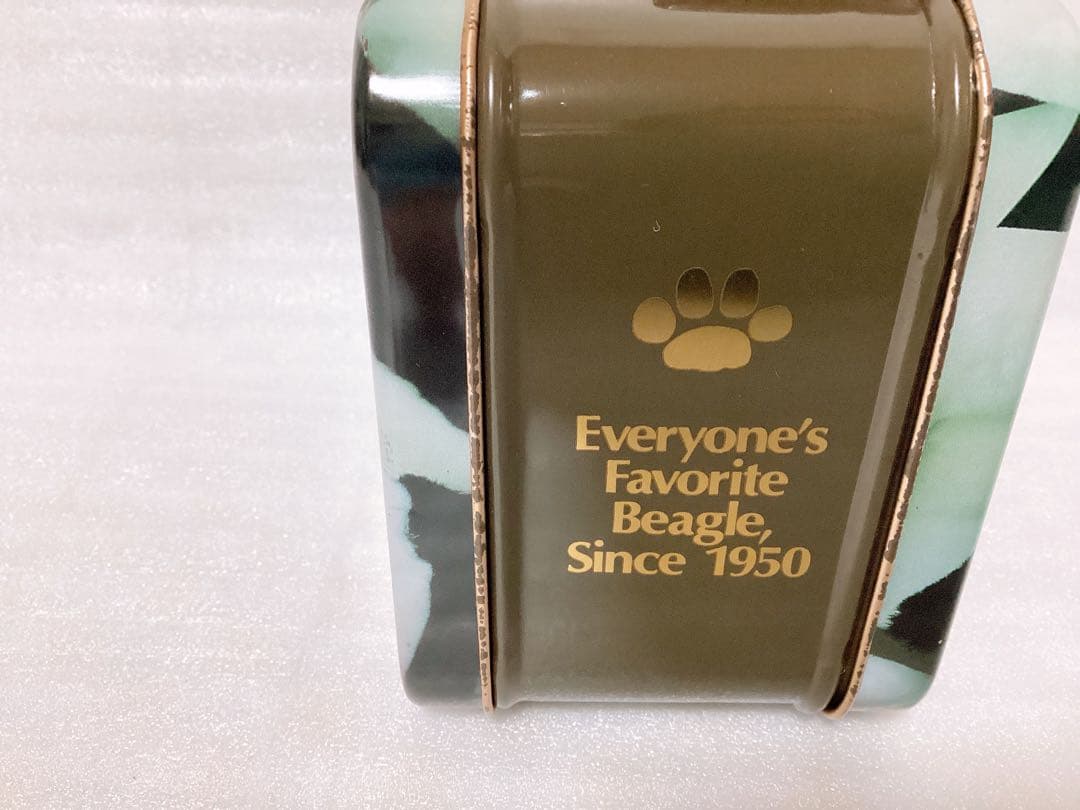 Everyone's
Favorite
Beagle,
Since 1950